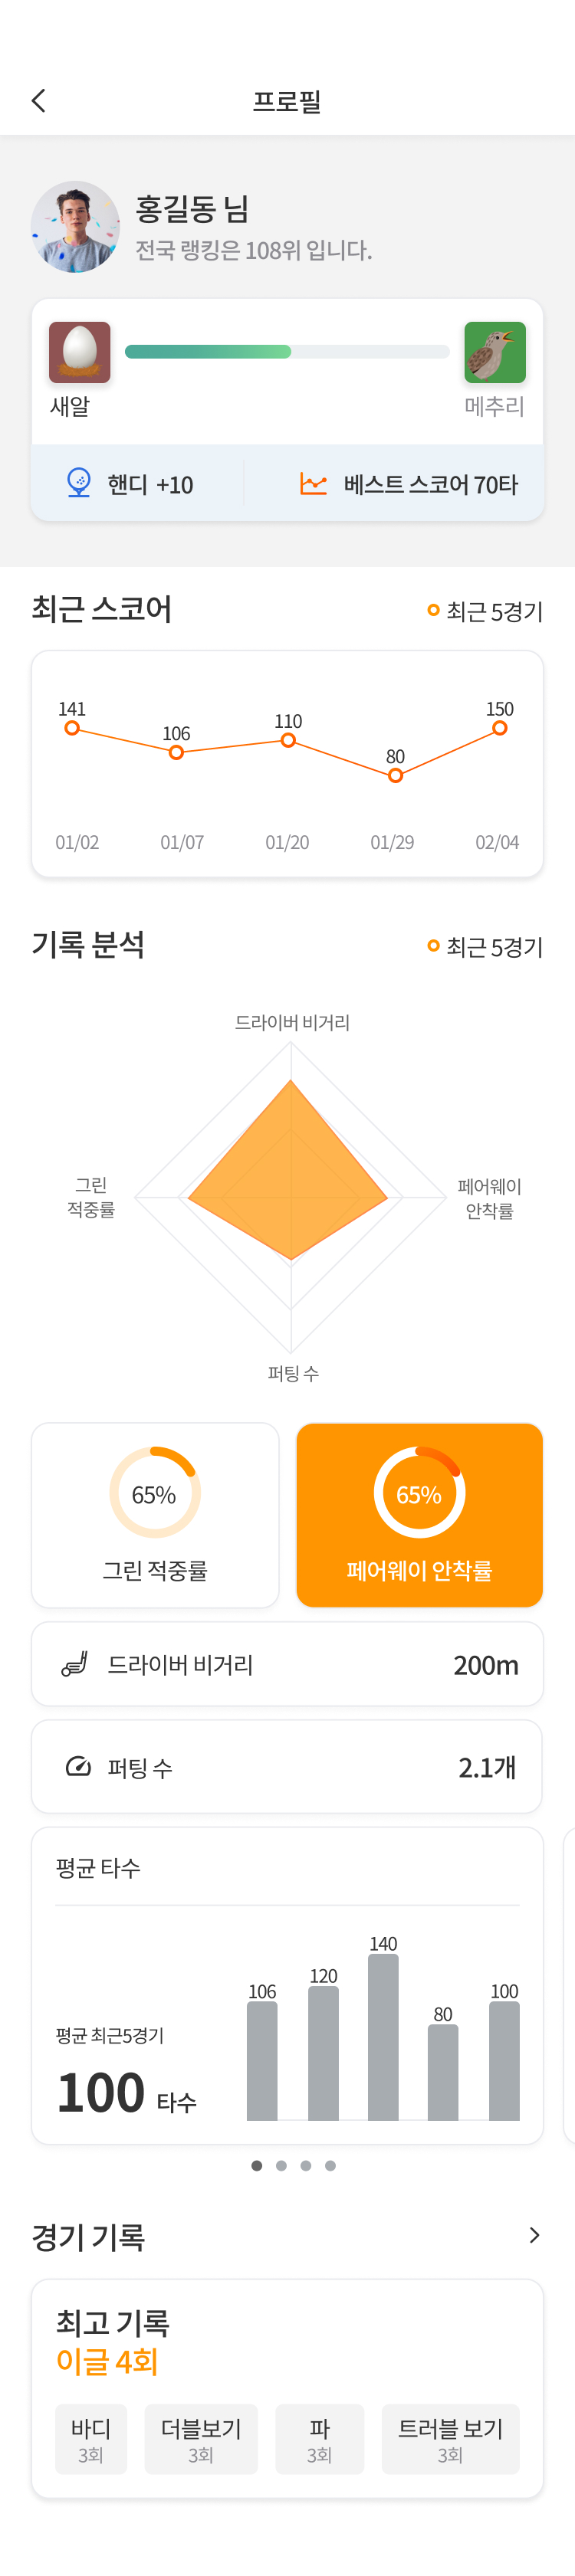 프로필
홍길동 님
전국 랭킹은 108위 입니다.
새알
메추리
핸디 +10
베스트 스코어 70타
최근 스코어
최근 5경기
141
106
110
80
150
01/02
01/07
01/20
01/29
02/04
기록 분석
최근 5경기
드라이버 비거리
그린
적중률
페어웨이
안착률
퍼팅 수
65%
그린 적중률
65%
페어웨이 안착률
드라이버 비거리
200m
퍼팅 수
2.1개
평균 타수
106
120
140
80
100
평균 최근5경기
100 타수
경기 기록
최고 기록
이글 4회
바디
3회
더블보기
3회
파
3회
트러블 보기
3회